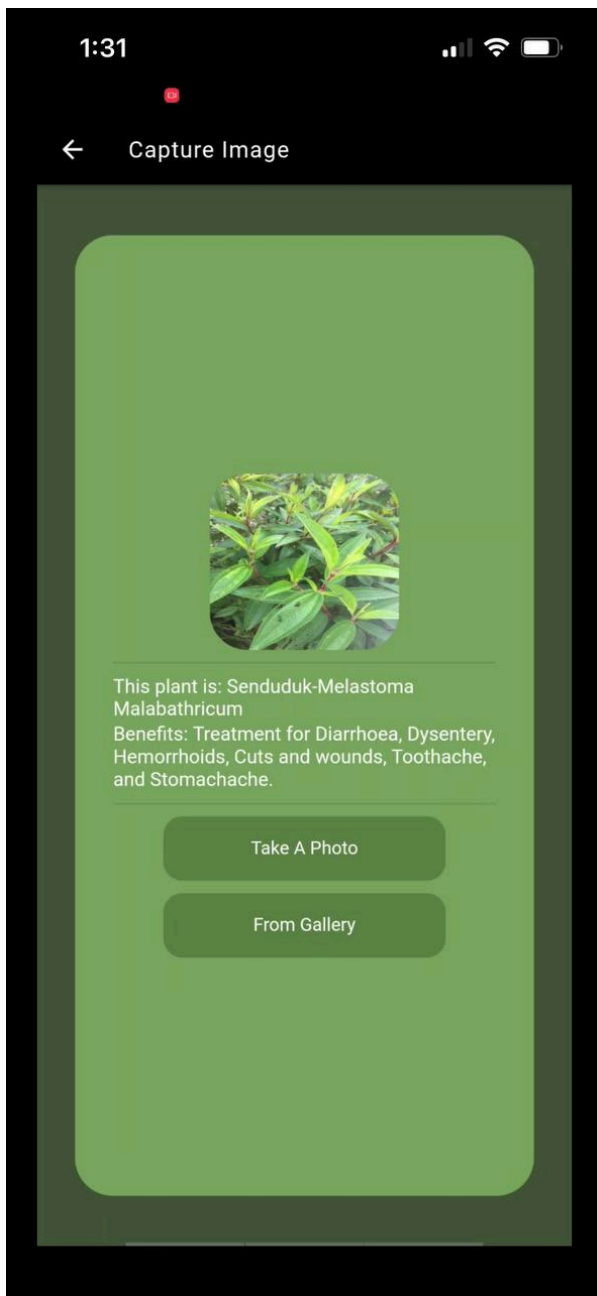 1:31
Capture Image
This plant is: Senduduk-Melastoma
Malabathricum
Benefits: Treatment for Diarrhoea, Dysentery,
Hemorrhoids, Cuts and wounds, Toothache,
and Stomachache.
Take A Photo
From Gallery